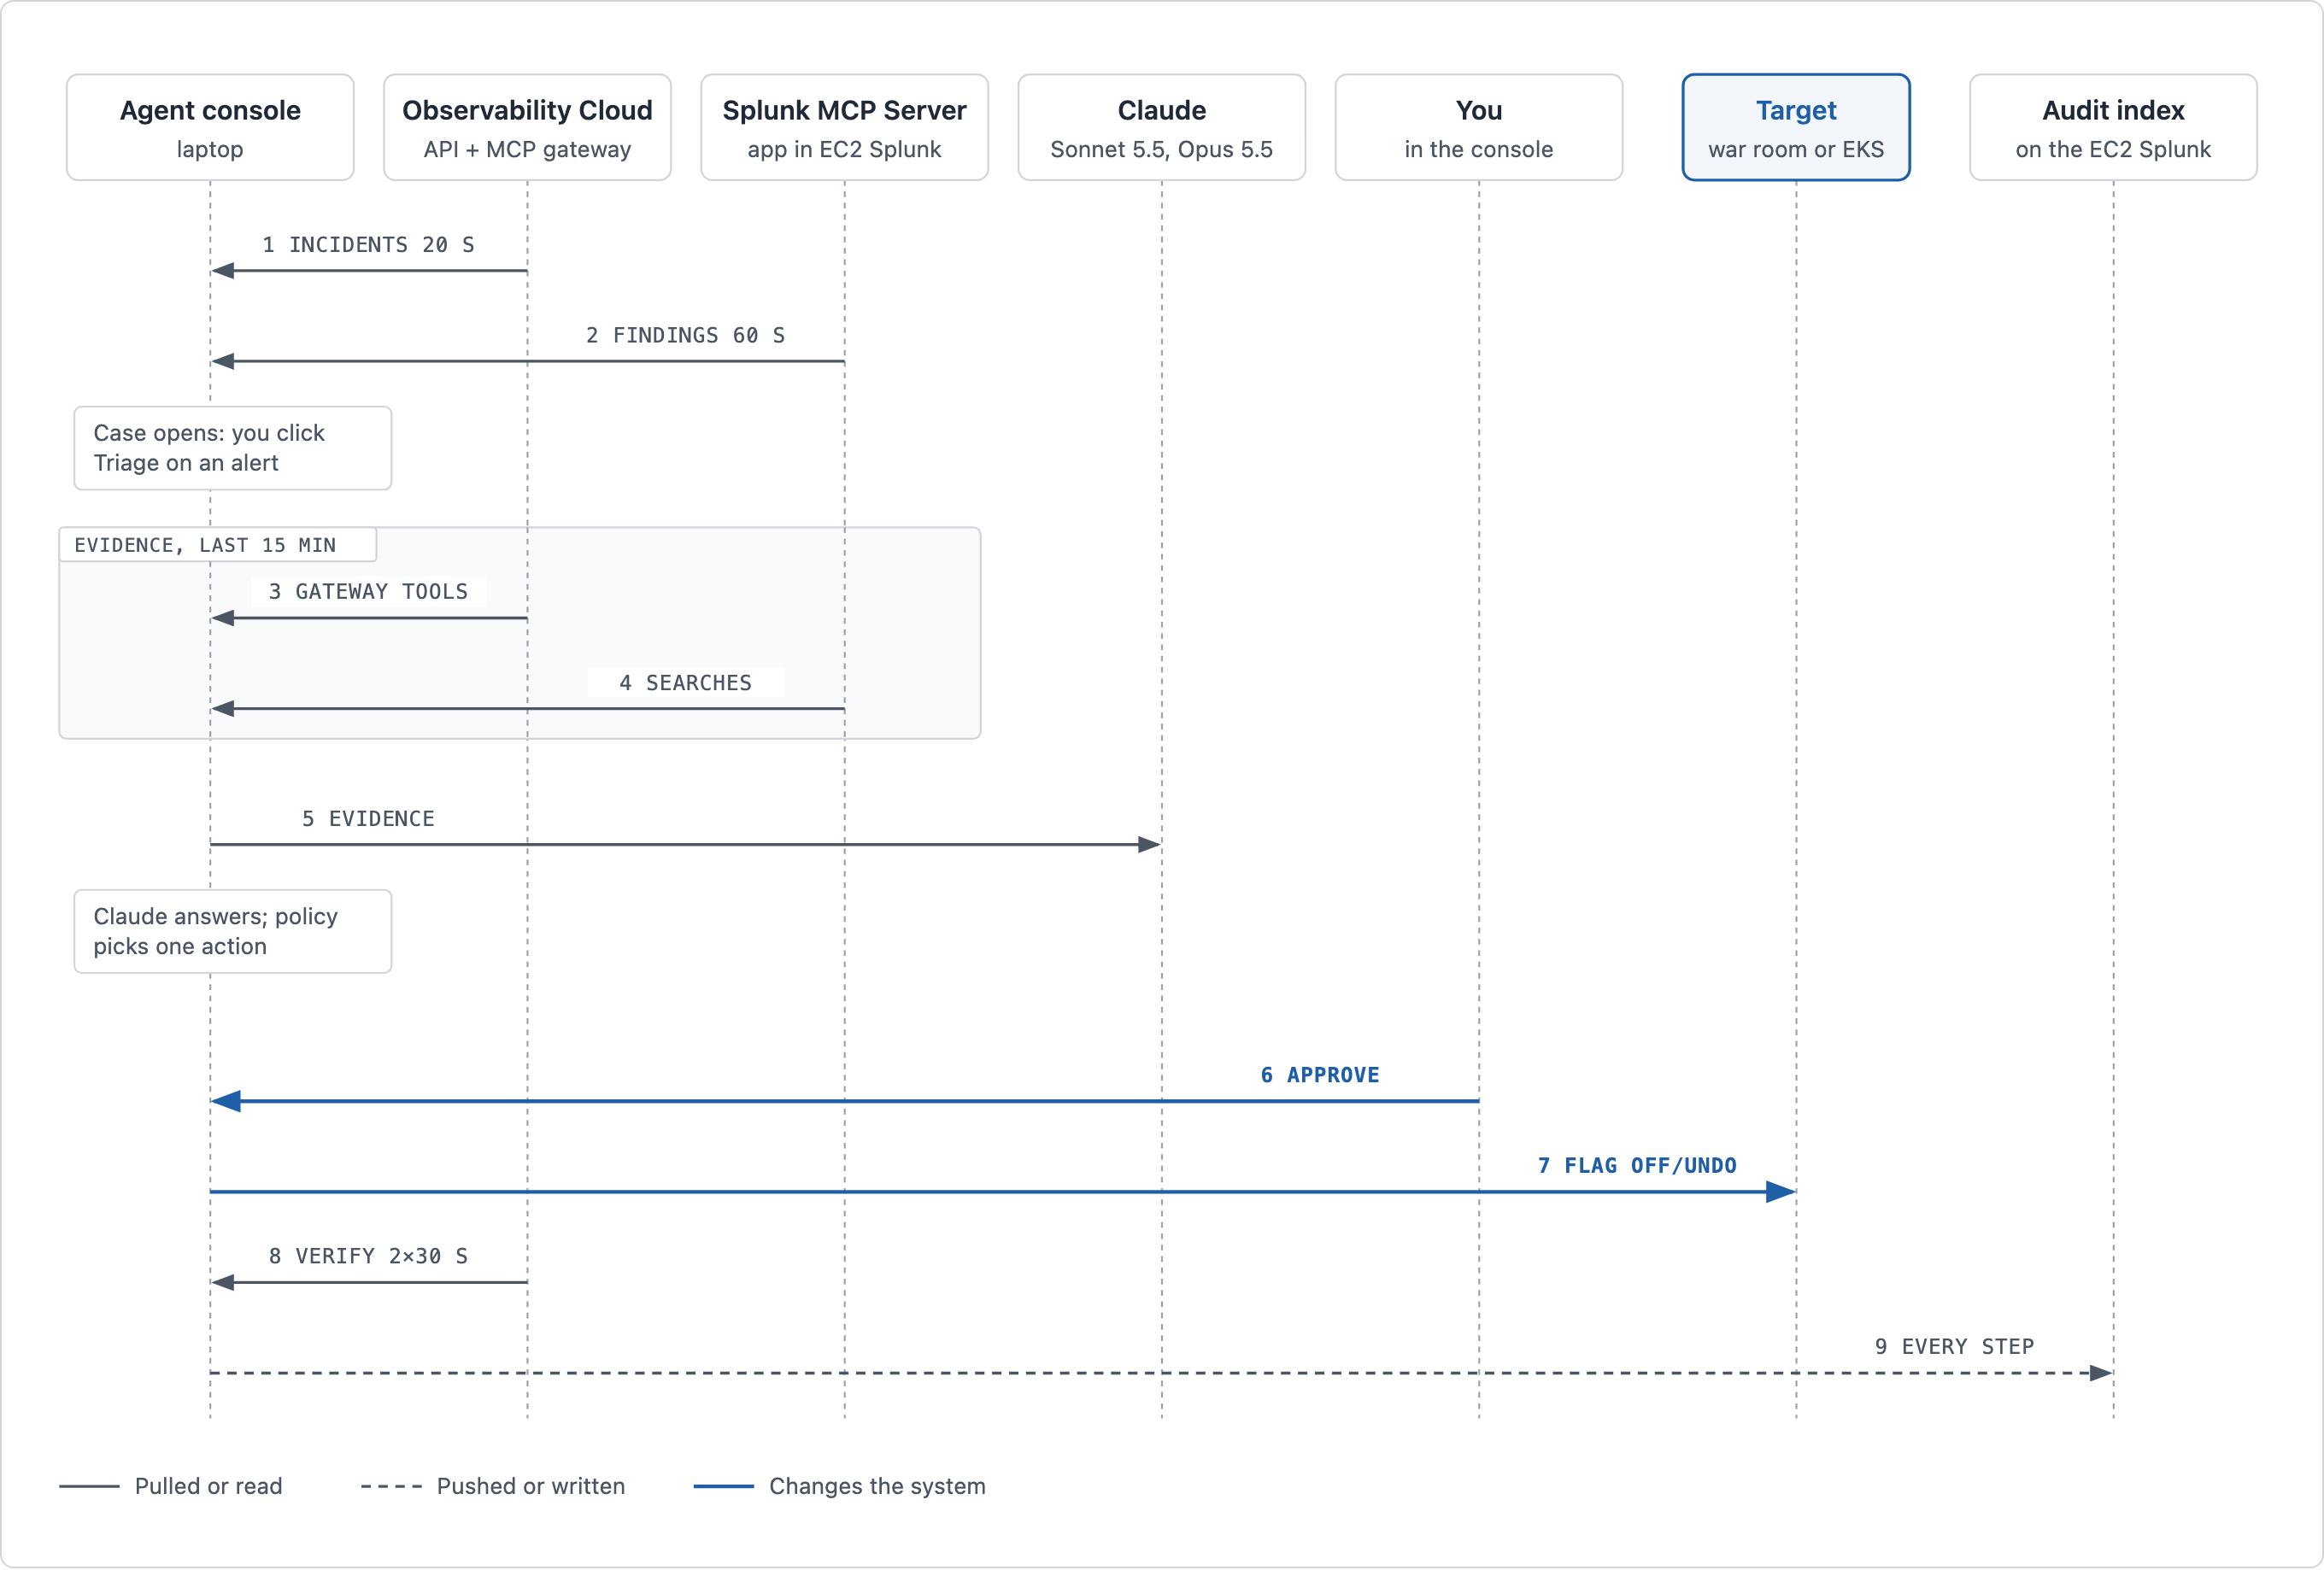 Agent console
laptop
Observability Cloud
API + MCP gateway
Splunk MCP Server
app in EC2 Splunk
Claude
Sonnet 5.5, Opus 5.5
You
in the console
Target
war room or EKS
Audit index
on the EC2 Splunk
1 INCIDENTS 20 S
2 FINDINGS 60 S
Case opens: you click
Triage on an alert
EVIDENCE, LAST 15 MIN
3 GATEWAY TOOLS
4 SEARCHES
5 EVIDENCE
Claude answers; policy
picks one action
6 APPROVE
7 FLAG OFF/UNDO
8 VERIFY 2×30 S
9 EVERY STEP
Pulled or read
Pushed or written
Changes the system